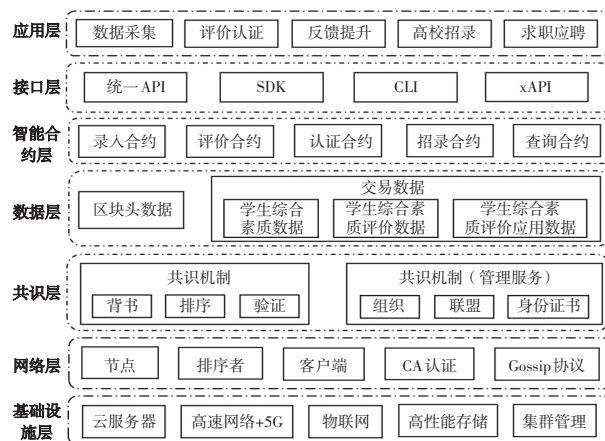 应用层
数据采集
评价认证
反馈提升
高校招录
求职应聘
接口层
统一API
SDK
CLI
xAPI
智能合
约层
录入合约
评价合约
认证合约
招录合约
查询合约
数据层
区块头数据
交易数据
学生综合
素质数据
学生综合素
质评价数据
学生综合素
质评价应用数据
共识层
共识机制
背书
排序
验证
共识机制（管理服务）
组织
联盟
身份证书
网络层
节点
排序者
客户端
CA认证
Gossip协议
基础设
施层
云服务器
高速网络+5G
物联网
高性能存储
集群管理